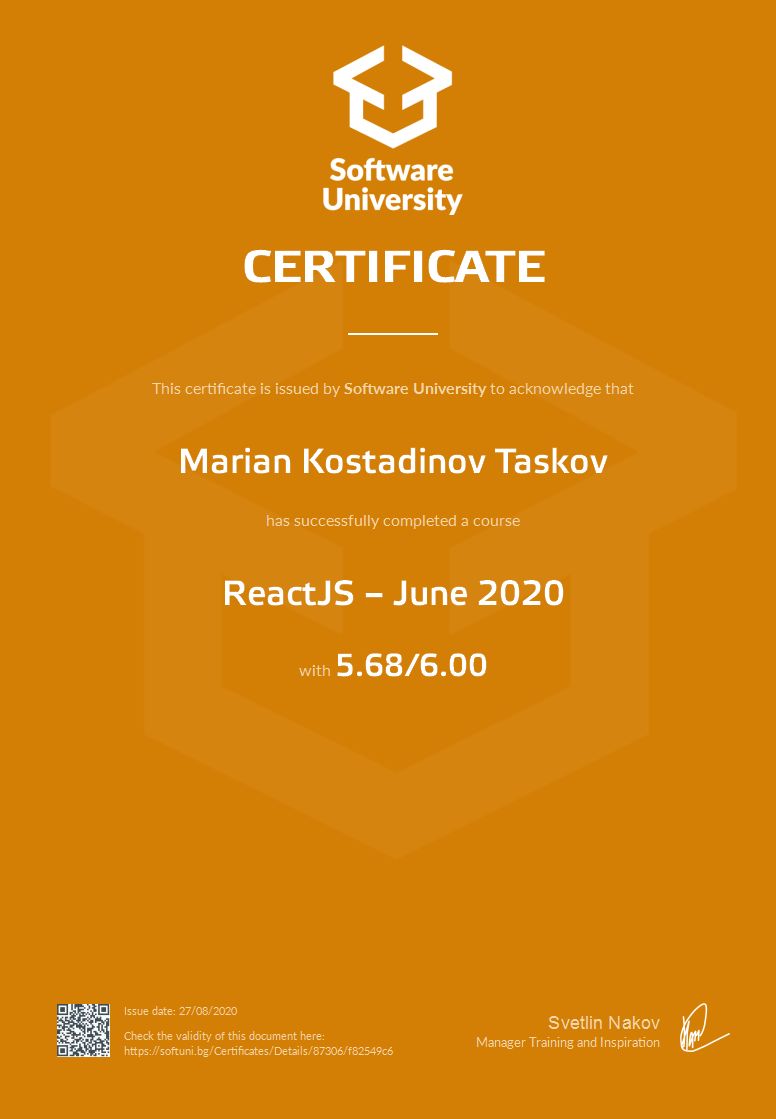 Software
University
CERTIFICATE
This certificate is issued by Software University to acknowledge that
Marian Kostadinov Taskov
has successfully completed a course
ReactJS – June 2020
with 5.68/6.00
Issue date: 27/08/2020
Check the validity of this document here:
https://softuni.bg/Certificates/Details/87306/f82549c6
Svetlin Nakov
Manager Training and Inspiration